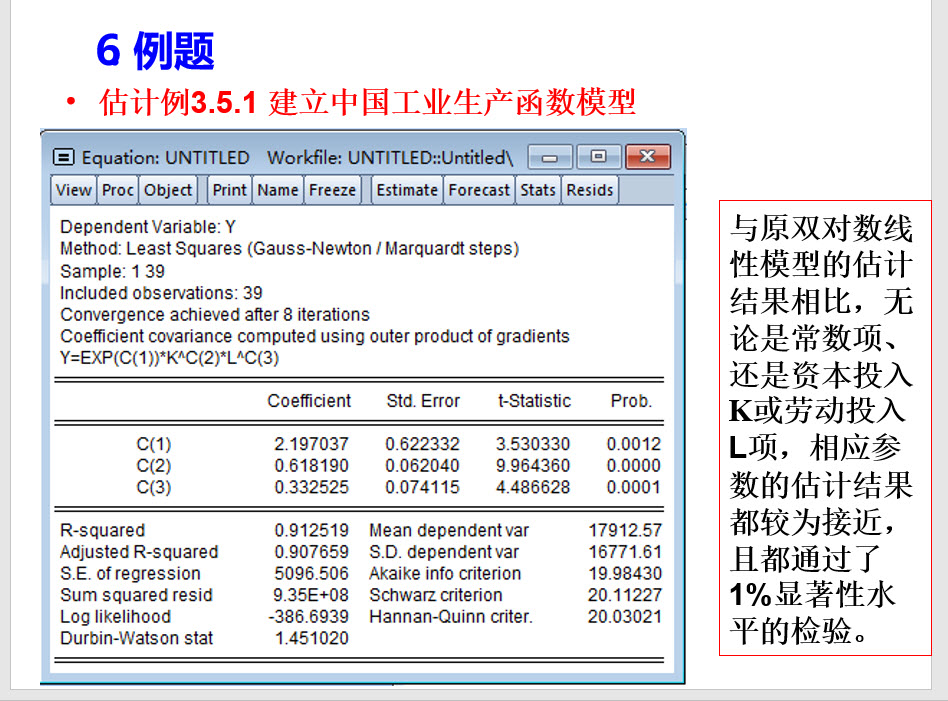 6 例题
• 估计例3.5.1 建立中国工业生产函数模型
Equation: UNTITLED Workfile: UNTITLED::Untitled\
View Proc Object Print Name Freeze Estimate Forecast Stats Resids
Dependent Variable: Y
Method: Least Squares (Gauss-Newton / Marquardt steps)
Sample: 1 39
Included observations: 39
Convergence achieved after 8 iterations
Coefficient covariance computed using outer product of gradients
Y=EXP(C(1))*K^C(2)*L^C(3)
Coefficient Std. Error t-Statistic Prob.
C(1) 2.197037 0.622332 3.530330 0.0012
C(2) 0.618190 0.062040 9.964360 0.0000
C(3) 0.332525 0.074115 4.486628 0.0001
R-squared 0.912519 Mean dependent var 17912.57
Adjusted R-squared 0.907659 S.D. dependent var 16771.61
S.E. of regression 5096.506 Akaike info criterion 19.98430
Sum squared resid 9.35E+08 Schwarz criterion 20.11227
Log likelihood -386.6939 Hannan-Quinn criter. 20.03021
Durbin-Watson stat 1.451020
与原双对数线
性模型的估计
结果相比，无
论是常数项、
还是资本投入
K或劳动投入
L项，相应参
数的估计结果
都较为接近，
且都通过了
1%显著性水
平的检验。